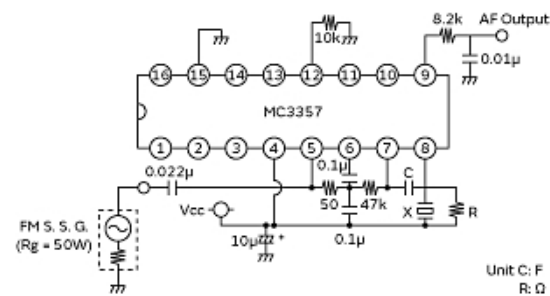 8.2k AF Output
10k
0.01μ
16 15 14 13 12 11 10 9
MC3357
1 2 3 4 5 6 7 8
0.022μ
0.1μ
C
Vcc
50 47k
X
R
FM S. S. G.
(Rg = 50W)
10μ +
0.1μ
Unit C: F
R: Ω